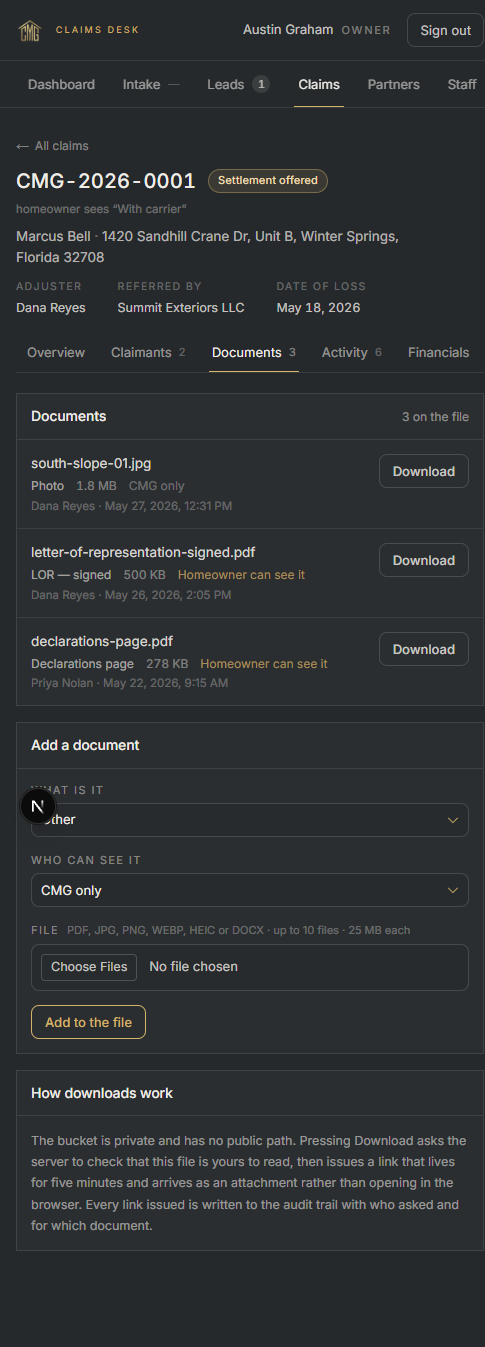 CMG CLAIMS DESK
Austin Graham OWNER Sign out
Dashboard Intake — Leads 1 Claims Partners Staff
← All claims
CMG-2026-0001 Settlement offered
homeowner sees “With carrier”
Marcus Bell · 1420 Sandhill Crane Dr, Unit B, Winter Springs,
Florida 32708
ADJUSTER REFERRED BY DATE OF LOSS
Dana Reyes Summit Exteriors LLC May 18, 2026
Overview Claimants 2 Documents 3 Activity 6 Financials
Documents 3 on the file
south-slope-01.jpg Download
Photo 1.8 MB CMG only
Dana Reyes · May 27, 2026, 12:31 PM
letter-of-representation-signed.pdf Download
LOR — signed 500 KB Homeowner can see it
Dana Reyes · May 26, 2026, 2:05 PM
declarations-page.pdf Download
Declarations page 278 KB Homeowner can see it
Priya Nolan · May 22, 2026, 9:15 AM
Add a document
WHAT IS IT
N Other
WHO CAN SEE IT
CMG only
FILE PDF, JPG, PNG, WEBP, HEIC or DOCX · up to 10 files · 25 MB each
Choose Files No file chosen
Add to the file
How downloads work
The bucket is private and has no public path. Pressing Download asks the
server to check that this file is yours to read, then issues a link that lives
for five minutes and arrives as an attachment rather than opening in the
browser. Every link issued is written to the audit trail with who asked and
for which document.